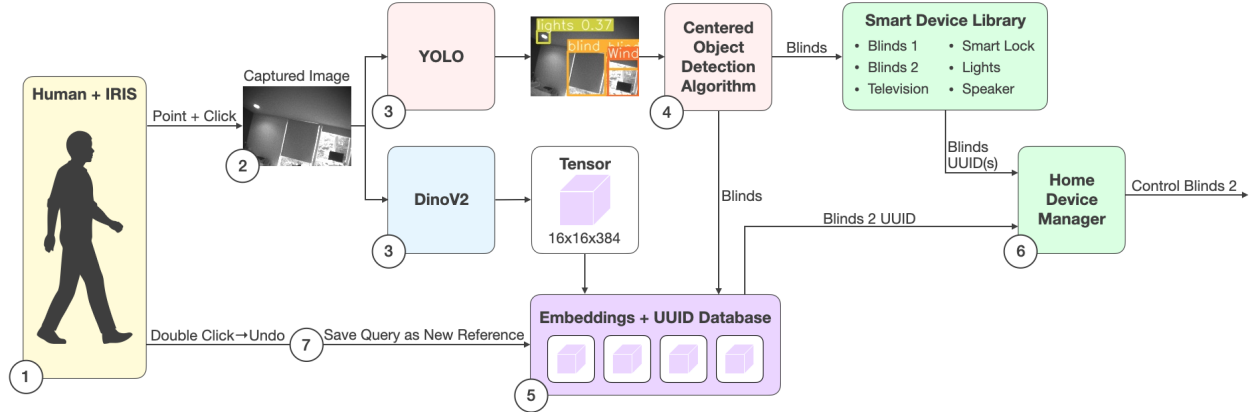 Human + IRIS
1
Point + Click
Captured Image
2
YOLO
3
DinoV2
3
lights 0.37
blind
Wind
Tensor
16x16x384
Centered
Object
Detection
Algorithm
4
Blinds
Blinds
Smart Device Library
• Blinds 1
• Blinds 2
• Television
• Smart Lock
• Lights
• Speaker
Blinds
UUID(s)
Blinds 2 UUID
Home
Device
Manager
6
Control Blinds 2
Double Click→Undo
7
Save Query as New Reference
Embeddings + UUID Database
5